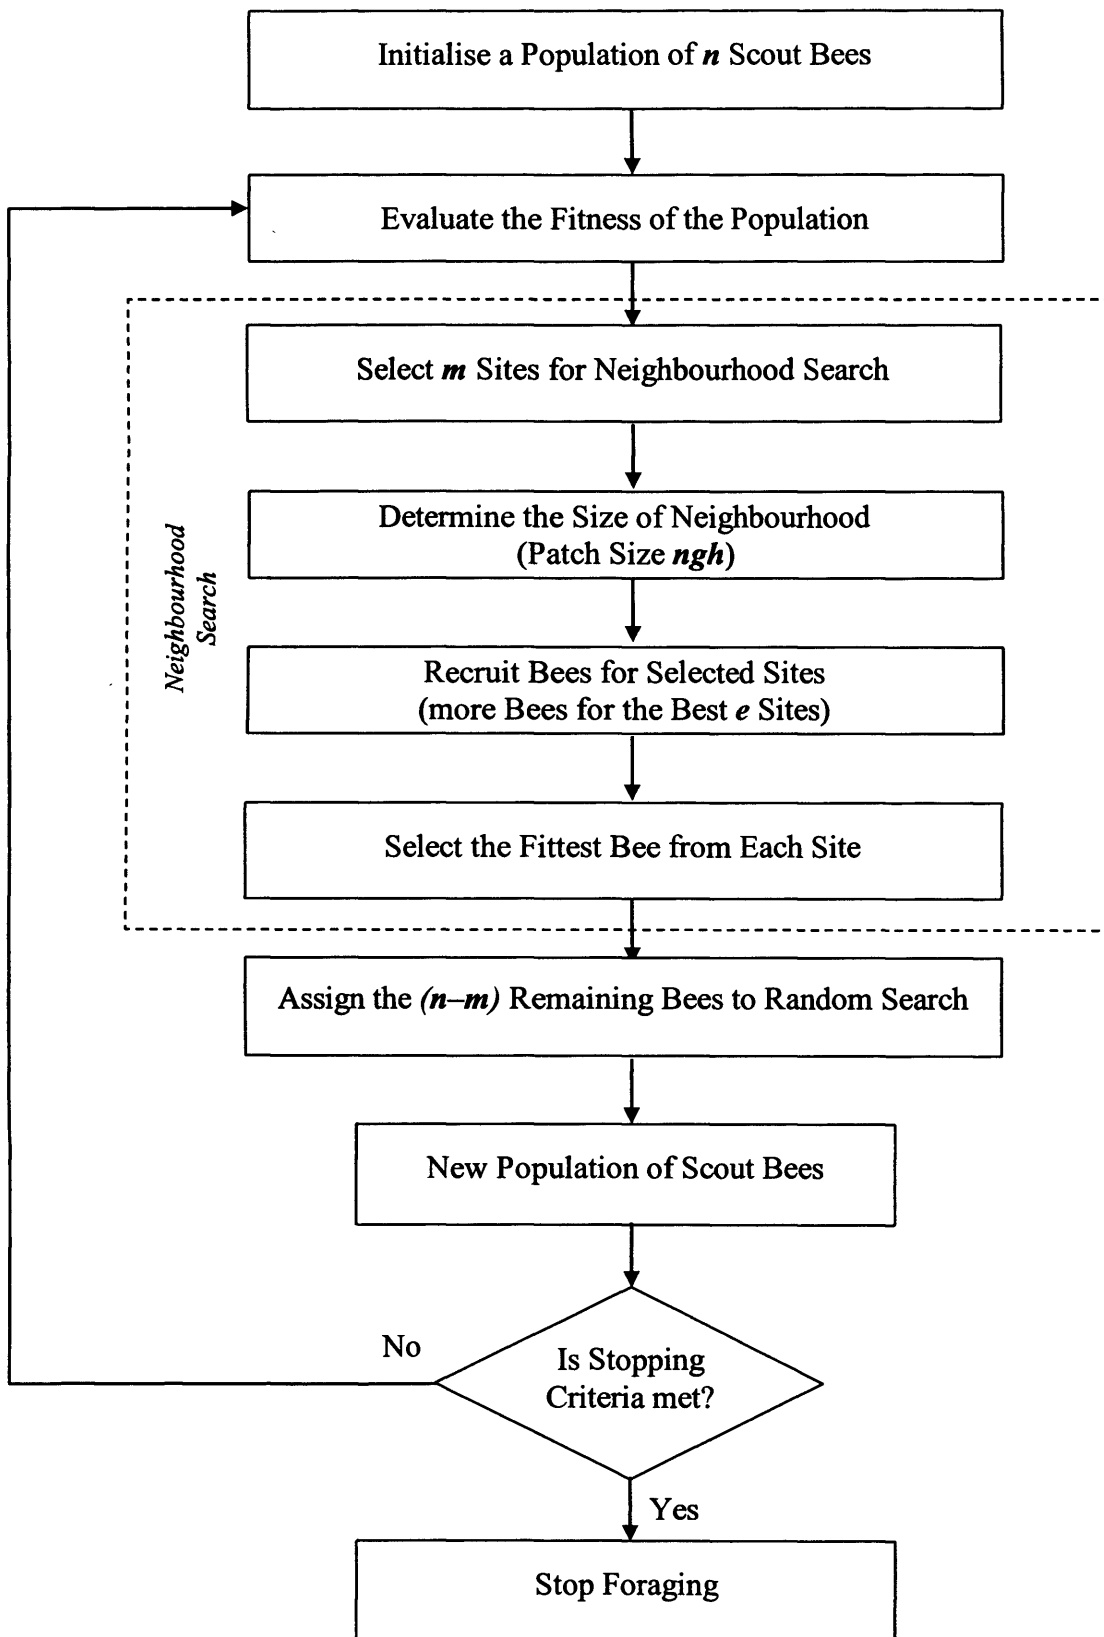 Initialise a Population of n Scout Bees
Evaluate the Fitness of the Population
Select m Sites for Neighbourhood Search
Determine the Size of Neighbourhood
(Patch Size ngh)
Neighbourhood
Search
Recruit Bees for Selected Sites
(more Bees for the Best e Sites)
Select the Fittest Bee from Each Site
Assign the (n–m) Remaining Bees to Random Search
New Population of Scout Bees
No
Is Stopping
Criteria met?
Yes
Stop Foraging